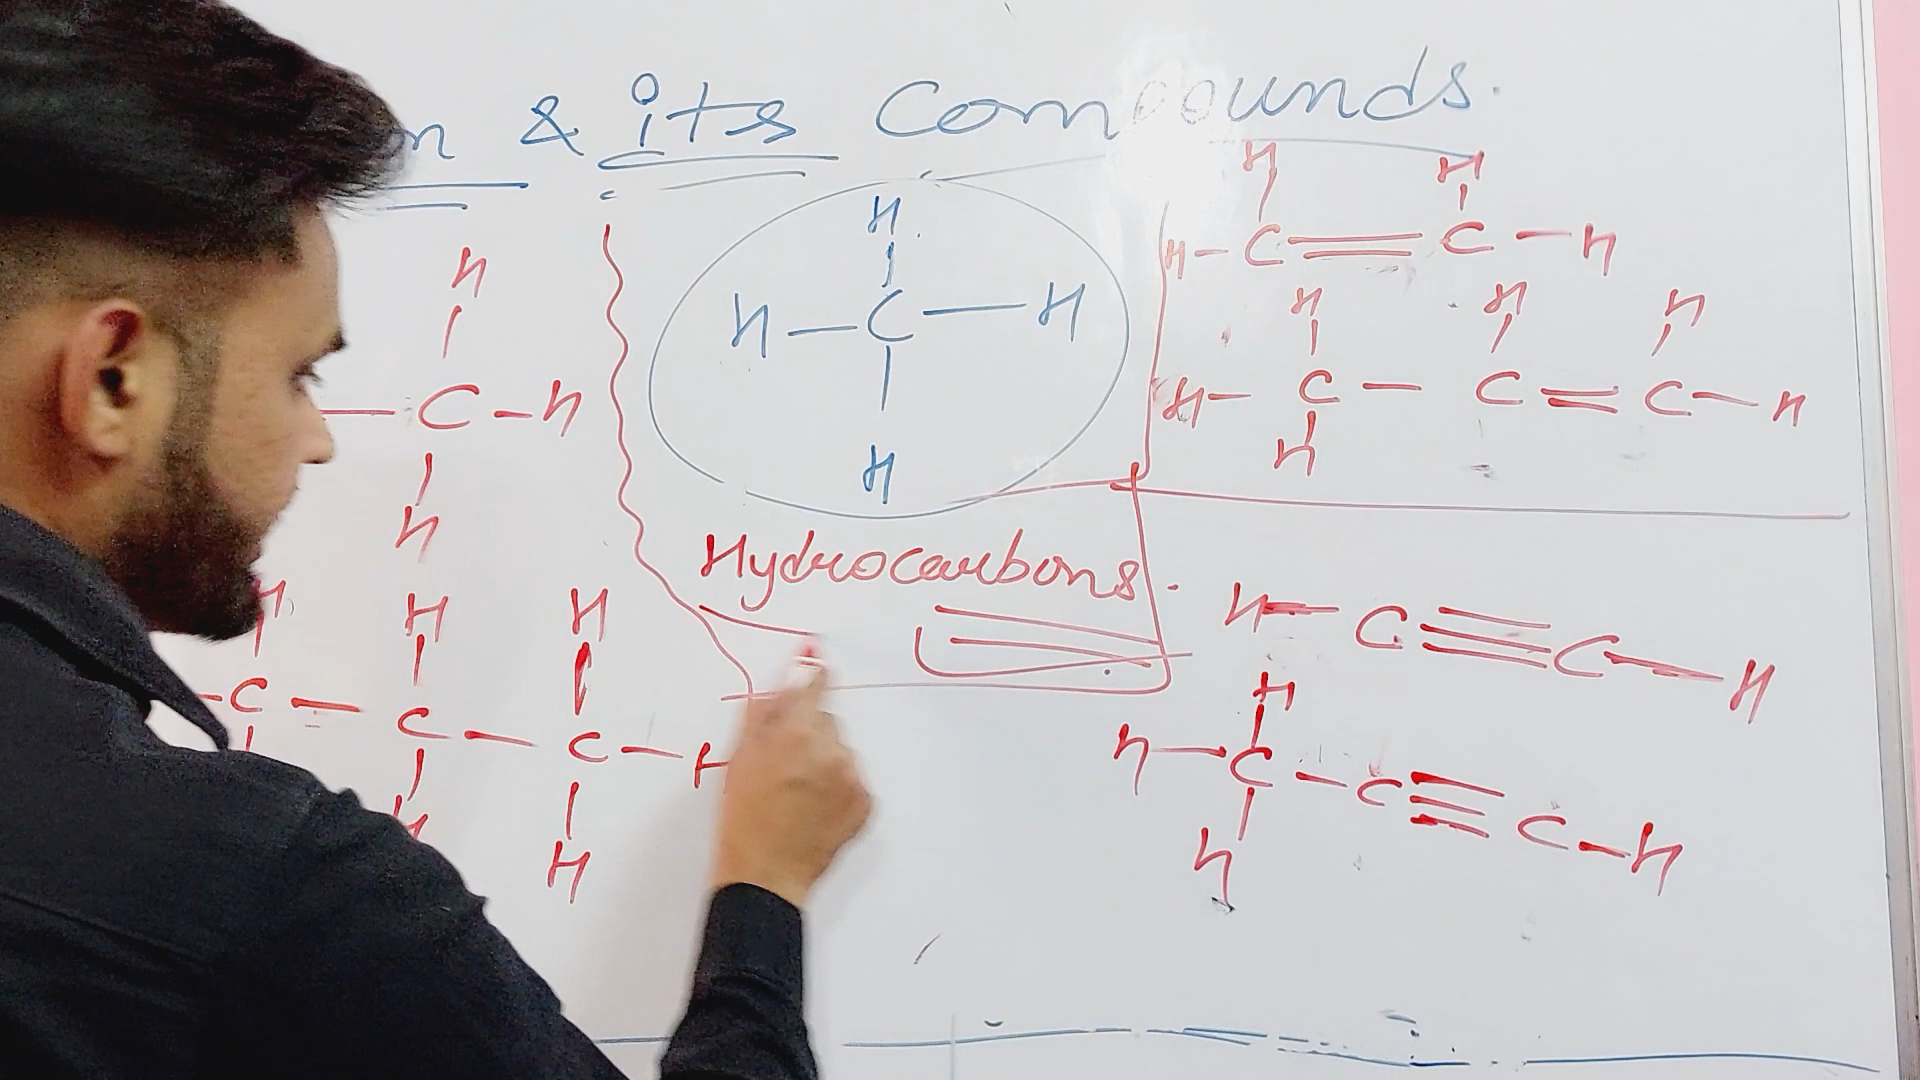 n & its Compounds.
H
H—C—H
H
H H
H—C=C—H
H H H
H—C—C=C—H
H
H
—C—H
H
Hydrocarbons.
H—C≡C—H
H H H
—C—C—C—H
H H
H
H—C—C≡C—H
H